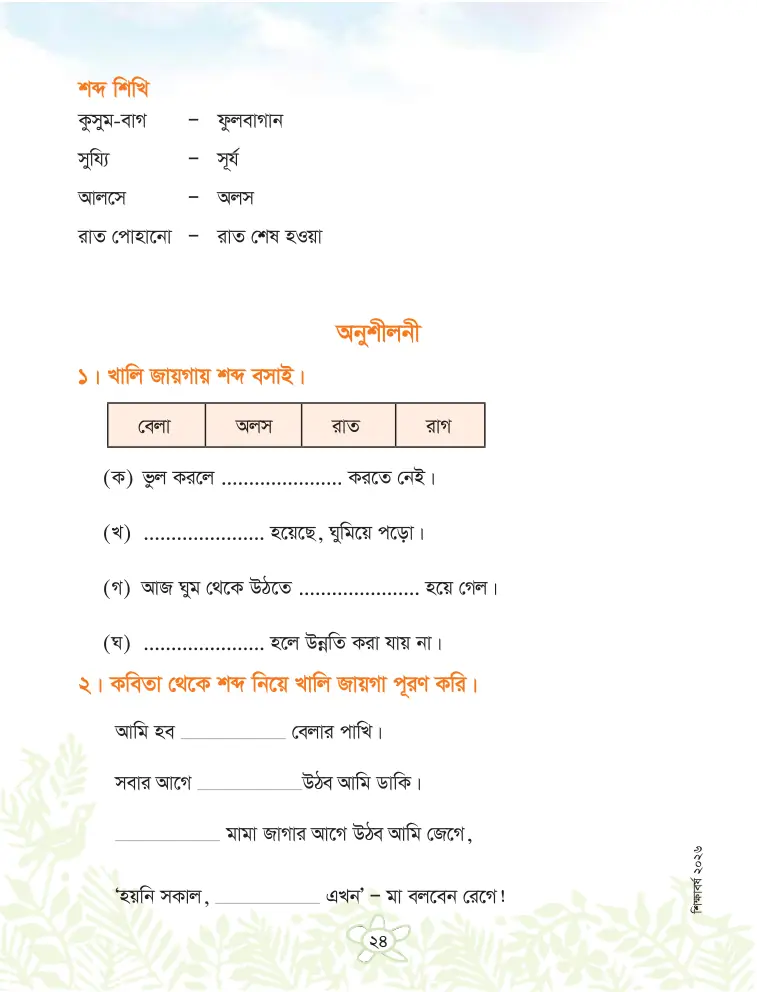 শব্দ শিখি
কুসুম-বাগ – ফুলবাগান
সুয্যি – সূর্য
আলসে – অলস
রাত পোহানো – রাত শেষ হওয়া
অনুশীলনী
১। খালি জায়গায় শব্দ বসাই।
বেলা অলস রাত রাগ
(ক) ভুল করলে ...................... করতে নেই।
(খ) ...................... হয়েছে, ঘুমিয়ে পড়ো।
(গ) আজ ঘুম থেকে উঠতে ...................... হয়ে গেল।
(ঘ) ...................... হলে উন্নতি করা যায় না।
২। কবিতা থেকে শব্দ নিয়ে খালি জায়গা পূরণ করি।
আমি হব __________ বেলার পাখি।
সবার আগে __________উঠব আমি ডাকি।
__________ মামা জাগার আগে উঠব আমি জেগে,
‘হয়নি সকাল, __________ এখন’ – মা বলবেন রেগে!
শিক্ষাবর্ষ ২০২৬
২৪